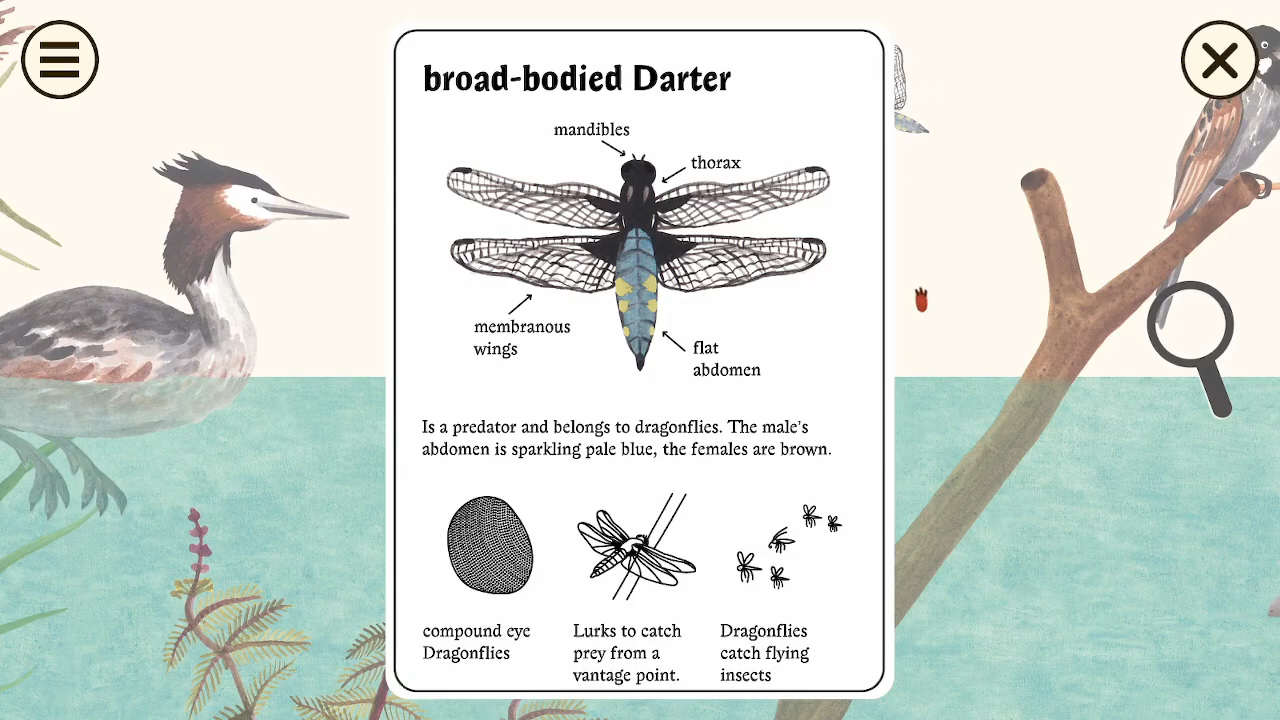 broad-bodied Darter
mandibles
thorax
membranous
wings
flat
abdomen
Is a predator and belongs to dragonflies. The male's
abdomen is sparkling pale blue, the females are brown.
compound eye
Dragonflies
Lurks to catch
prey from a
vantage point.
Dragonflies
catch flying
insects